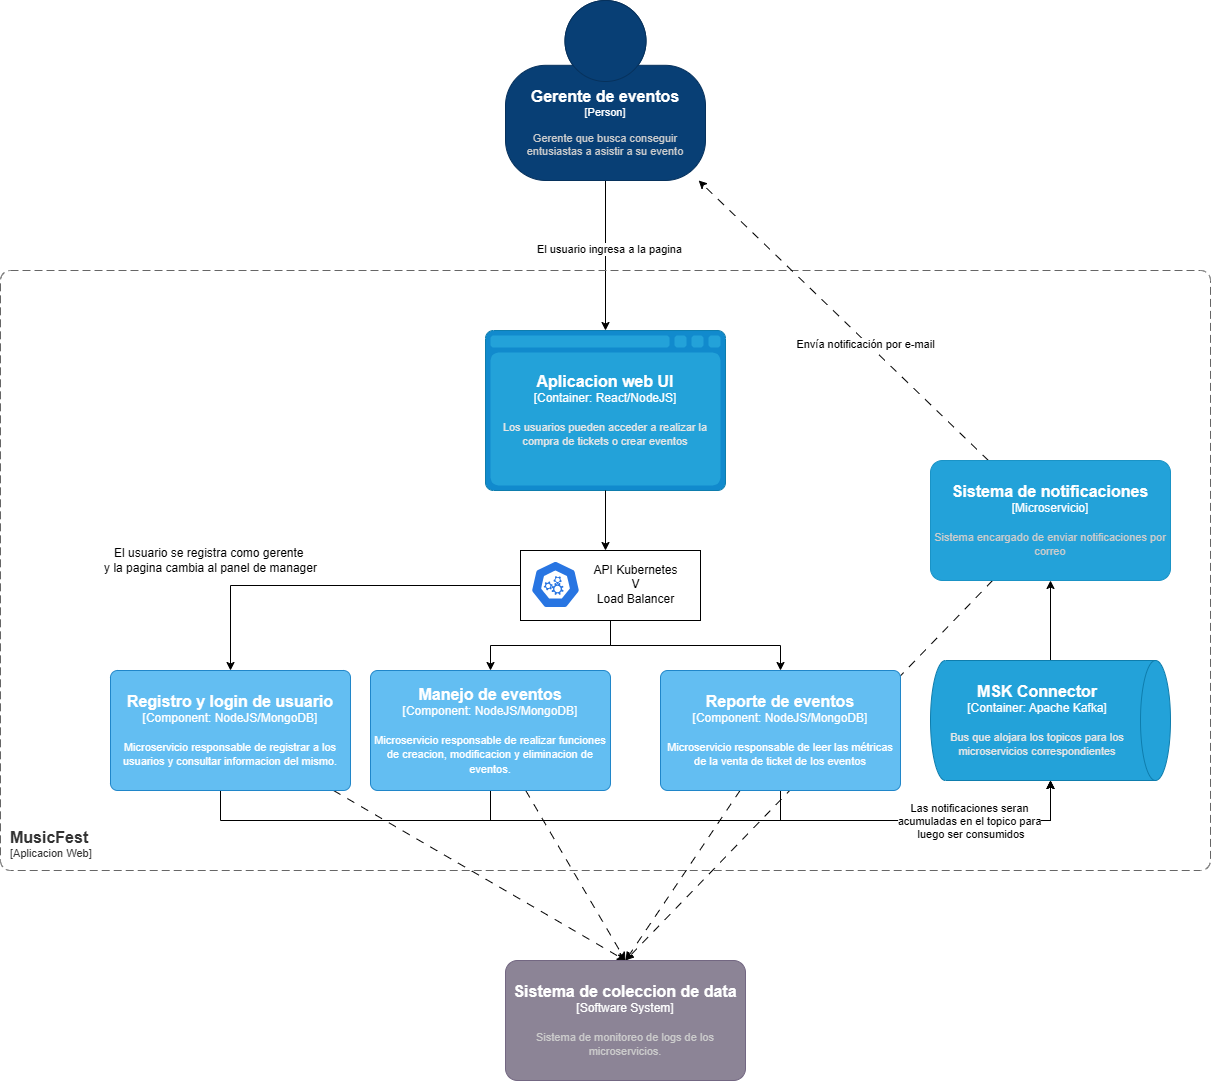 Gerente de eventos
[Person]
Gerente que busca conseguir
entusiastas a asistir a su evento
El usuario ingresa a la pagina
Envía notificación por e-mail
Aplicacion web UI
[Container: React/NodeJS]
Los usuarios pueden acceder a realizar la
compra de tickets o crear eventos
Sistema de notificaciones
[Microservicio]
Sistema encargado de enviar notificaciones por
correo
El usuario se registra como gerente
y la pagina cambia al panel de manager
API Kubernetes
V
Load Balancer
Registro y login de usuario
[Component: NodeJS/MongoDB]
Microservicio responsable de registrar a los
usuarios y consultar informacion del mismo.
Manejo de eventos
[Component: NodeJS/MongoDB]
Microservicio responsable de realizar funciones
de creacion, modificacion y eliminacion de
eventos.
Reporte de eventos
[Component: NodeJS/MongoDB]
Microservicio responsable de leer las métricas
de la venta de ticket de los eventos
MSK Connector
[Container: Apache Kafka]
Bus que alojara los topicos para los
microservicios correspondientes
Las notificaciones seran
acumuladas en el topico para
luego ser consumidos
MusicFest
[Aplicacion Web]
Sistema de coleccion de data
[Software System]
Sistema de monitoreo de logs de los
microservicios.